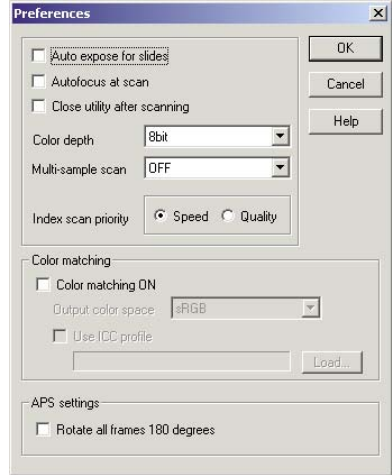 Preferences
Auto expose for slides
Autofocus at scan
Close utility after scanning
Color depth 8bit
Multi-sample scan OFF
Index scan priority Speed Quality
OK
Cancel
Help
Color matching
Color matching ON
Output color space sRGB
Use ICC profile
Load...
APS settings
Rotate all frames 180 degrees